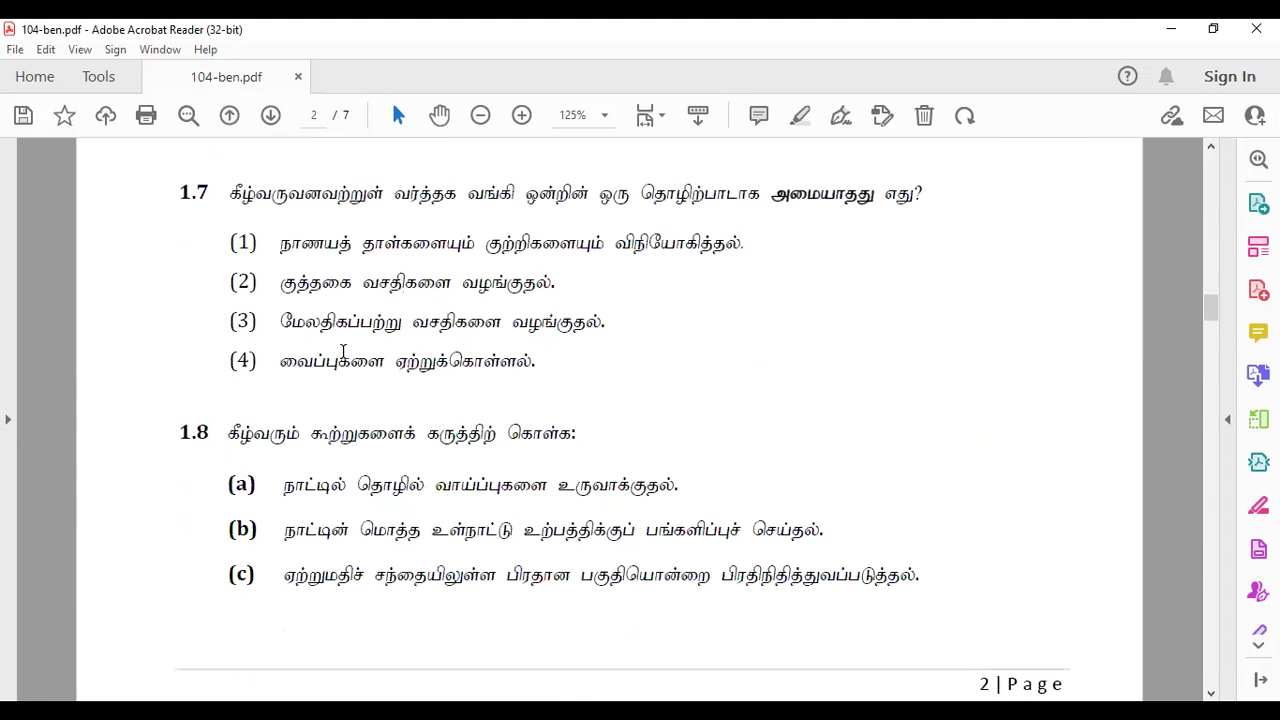 104-ben.pdf - Adobe Acrobat Reader (32-bit)
File Edit View Sign Window Help
Home Tools 104-ben.pdf × Sign In
2 / 7 125%
1.7 கீழ்வருவனவற்றுள் வர்த்தக வங்கி ஒன்றின் ஒரு தொழிற்பாடாக அமையாதது எது?
(1) நாணயத் தாள்களையும் குற்றிகளையும் விநியோகித்தல்.
(2) குத்தகை வசதிகளை வழங்குதல்.
(3) மேலதிகப்பற்று வசதிகளை வழங்குதல்.
(4) வைப்புகளை ஏற்றுக்கொள்ளல்.
1.8 கீழ்வரும் கூற்றுகளைக் கருத்திற் கொள்க:
(a) நாட்டில் தொழில் வாய்ப்புகளை உருவாக்குதல்.
(b) நாட்டின் மொத்த உள்நாட்டு உற்பத்திக்குப் பங்களிப்புச் செய்தல்.
(c) ஏற்றுமதிச் சந்தையிலுள்ள பிரதான பகுதியொன்றை பிரதிநிதித்துவப்படுத்தல்.
2 | P a g e